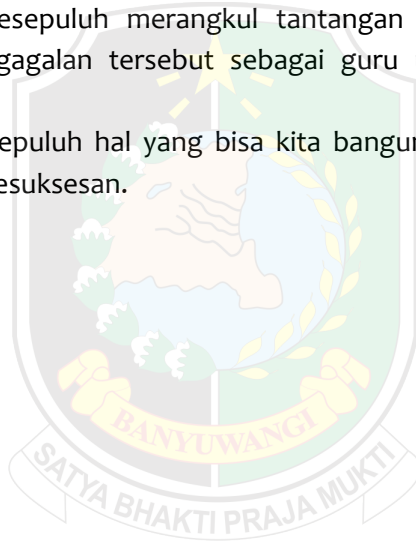 esepuluh merangkul tantangan
gagalan tersebut sebagai guru
epuluh hal yang bisa kita bangun
esuksesan.
BANYUWANGI
SATYA BHAKTI PRAJA MUKTI